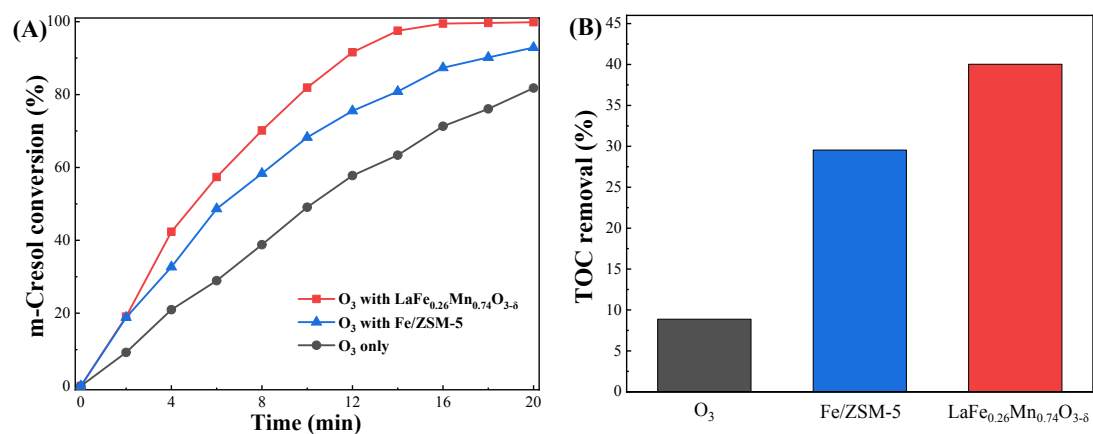 (A)
m-Cresol conversion (%)
100
80
60
40
20
0
0 4 8 12 16 20
Time (min)
O₃ with LaFe₀.₂₆Mn₀.₇₄O₃₋δ
O₃ with Fe/ZSM-5
O₃ only
(B)
TOC removal (%)
45
40
35
30
25
20
15
10
5
0
O₃ Fe/ZSM-5 LaFe₀.₂₆Mn₀.₇₄O₃₋δ